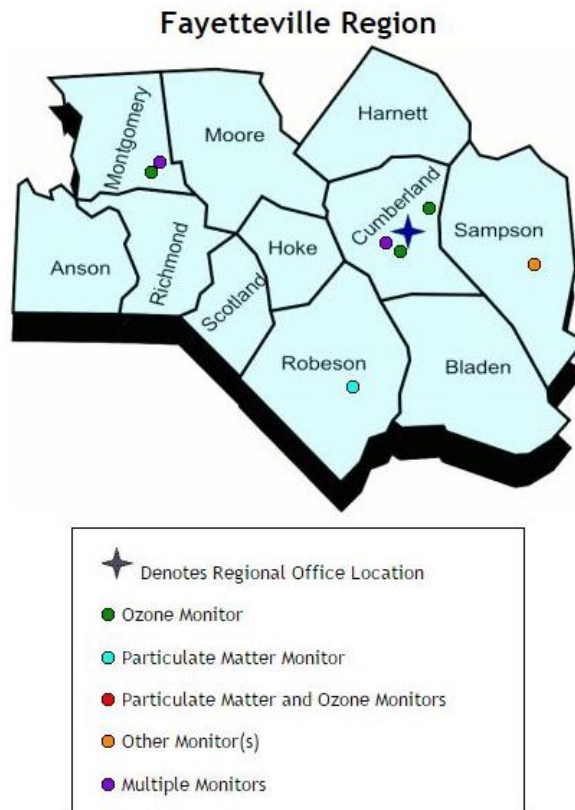 Fayetteville Region
Harnett
Montgomery
Moore
Cumberland
Sampson
Hoke
Anson
Richmond
Scotland
Robeson
Bladen
Denotes Regional Office Location
Ozone Monitor
Particulate Matter Monitor
Particulate Matter and Ozone Monitors
Other Monitor(s)
Multiple Monitors